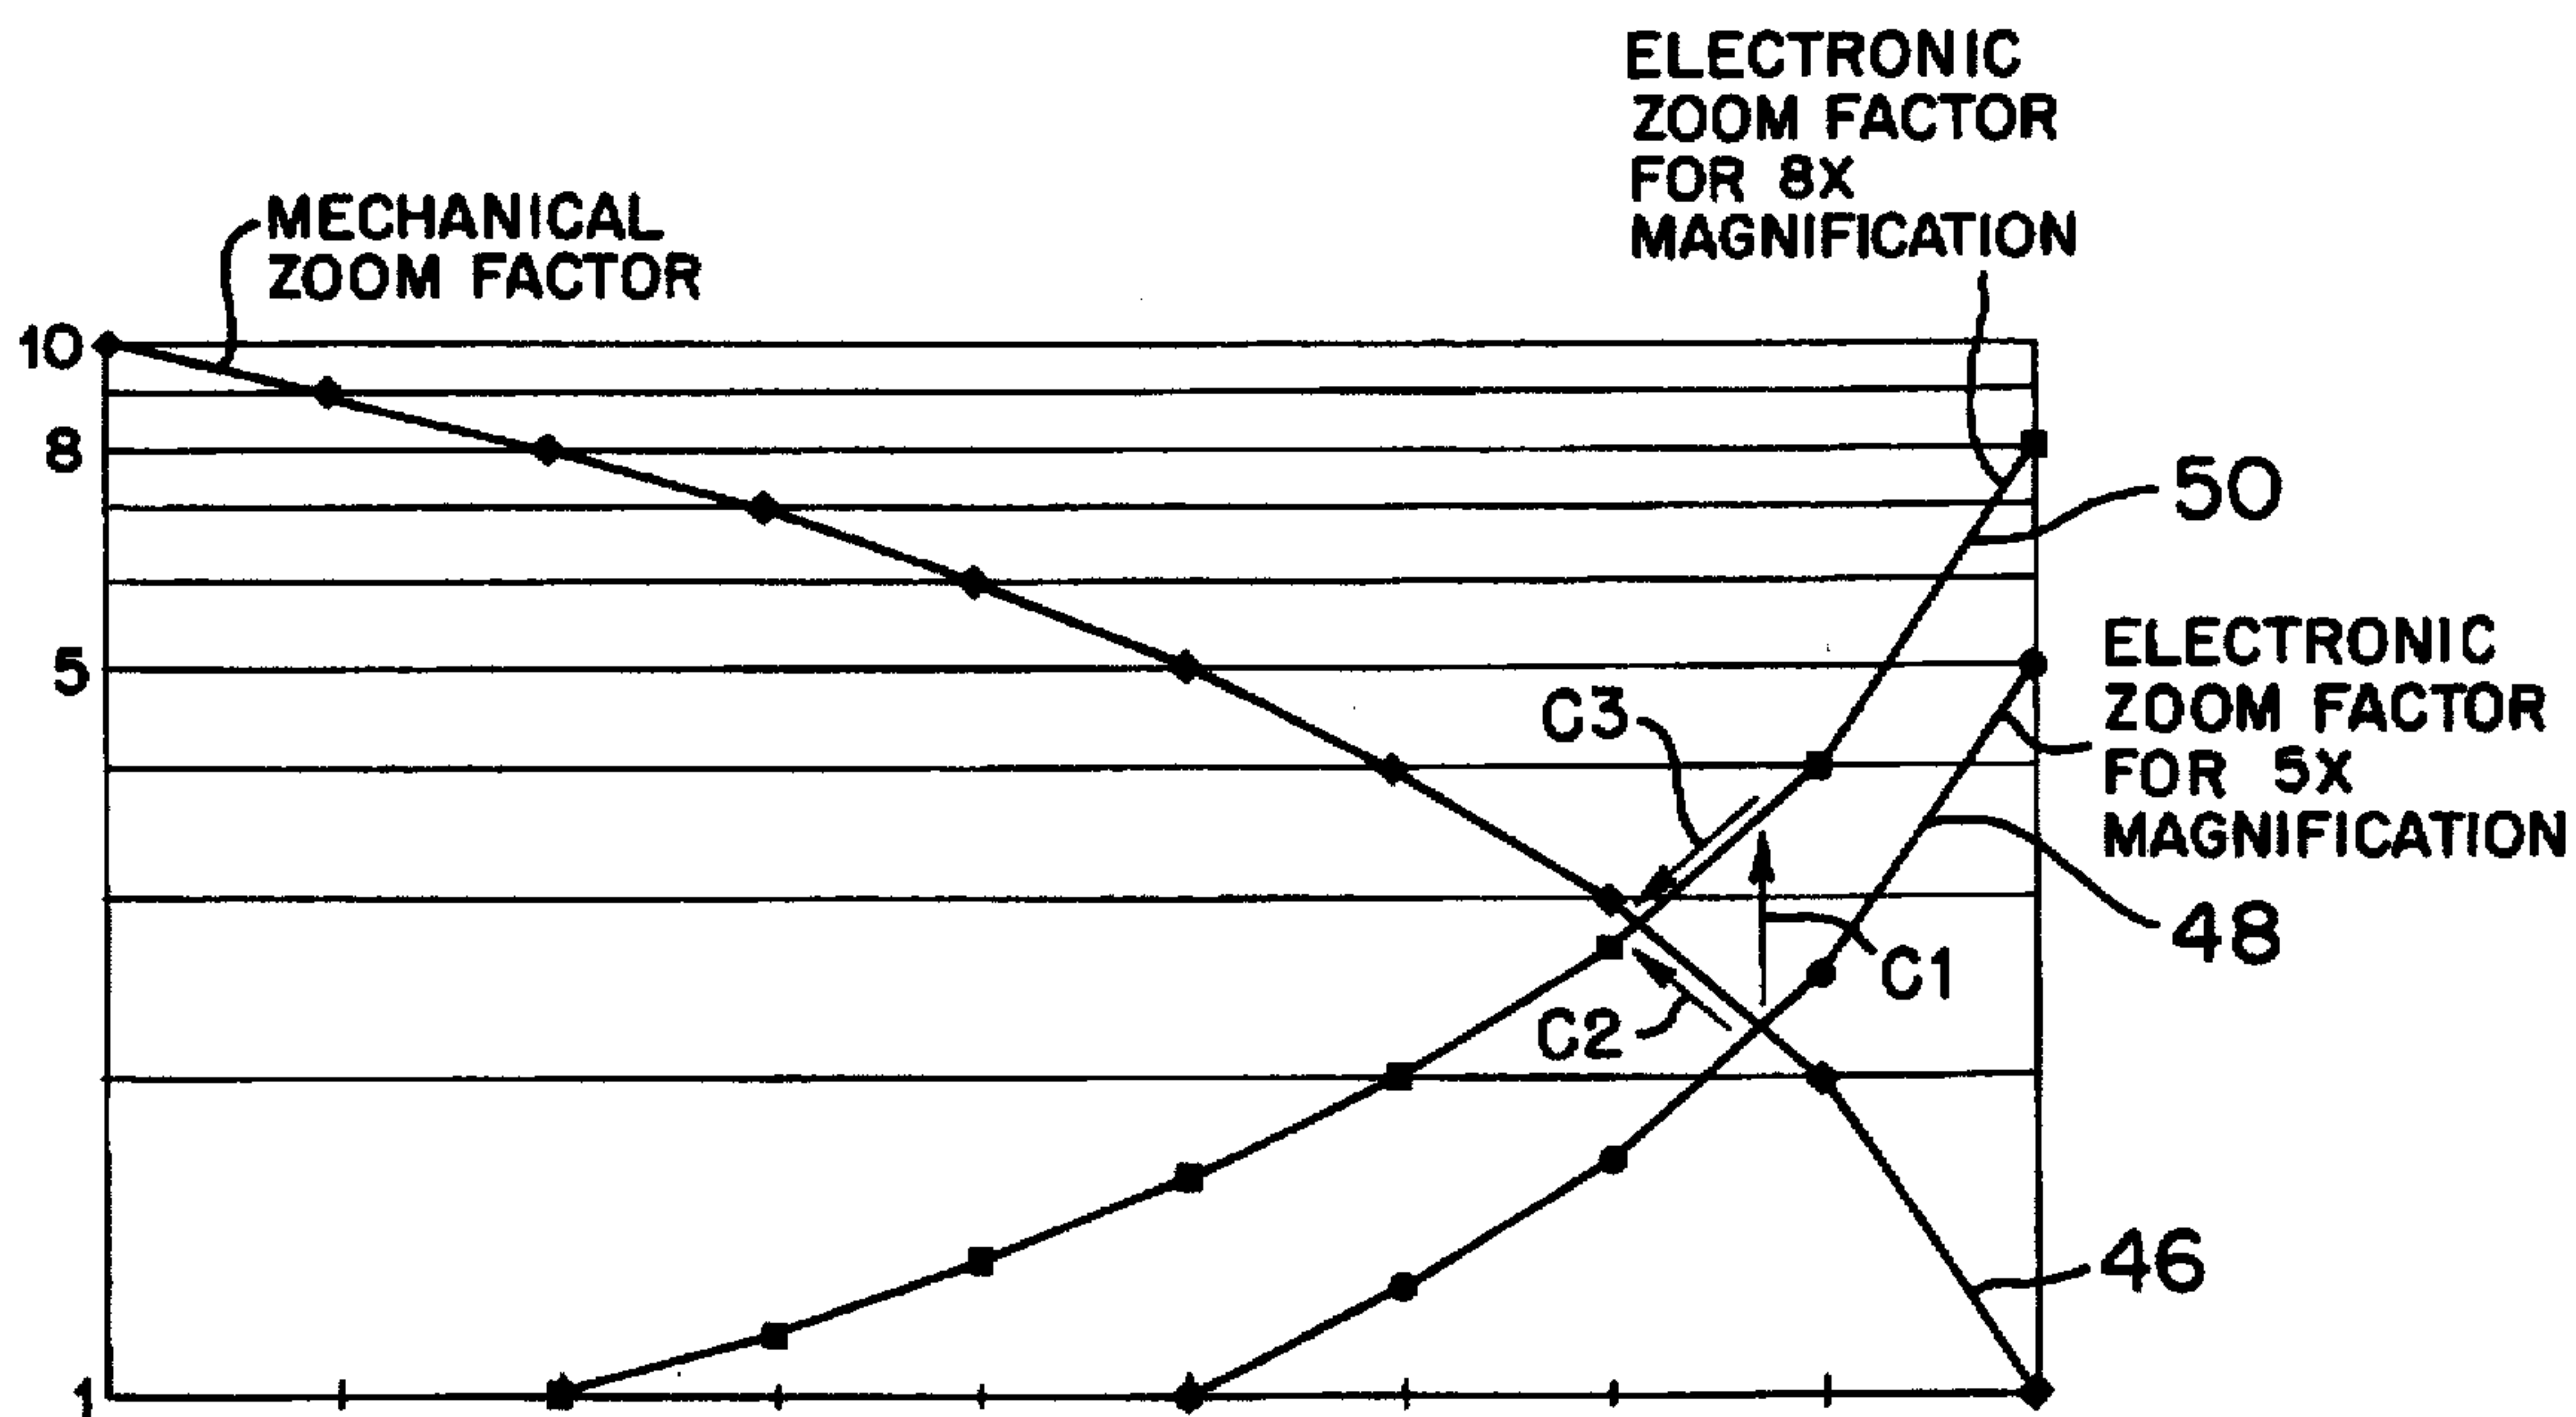 ELECTRONIC
ZOOM FACTOR
FOR 8X
MAGNIFICATION
MECHANICAL
ZOOM FACTOR
10
8
50
5
ELECTRONIC
ZOOM FACTOR
FOR 5X
MAGNIFICATION
C3
48
C1
C2
46
1